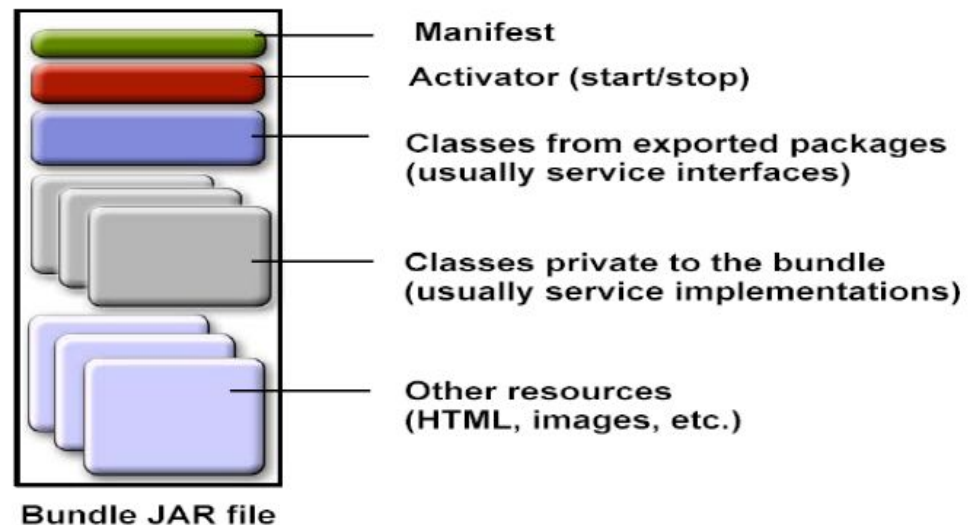 Manifest
Activator (start/stop)
Classes from exported packages
(usually service interfaces)
Classes private to the bundle
(usually service implementations)
Other resources
(HTML, images, etc.)
Bundle JAR file